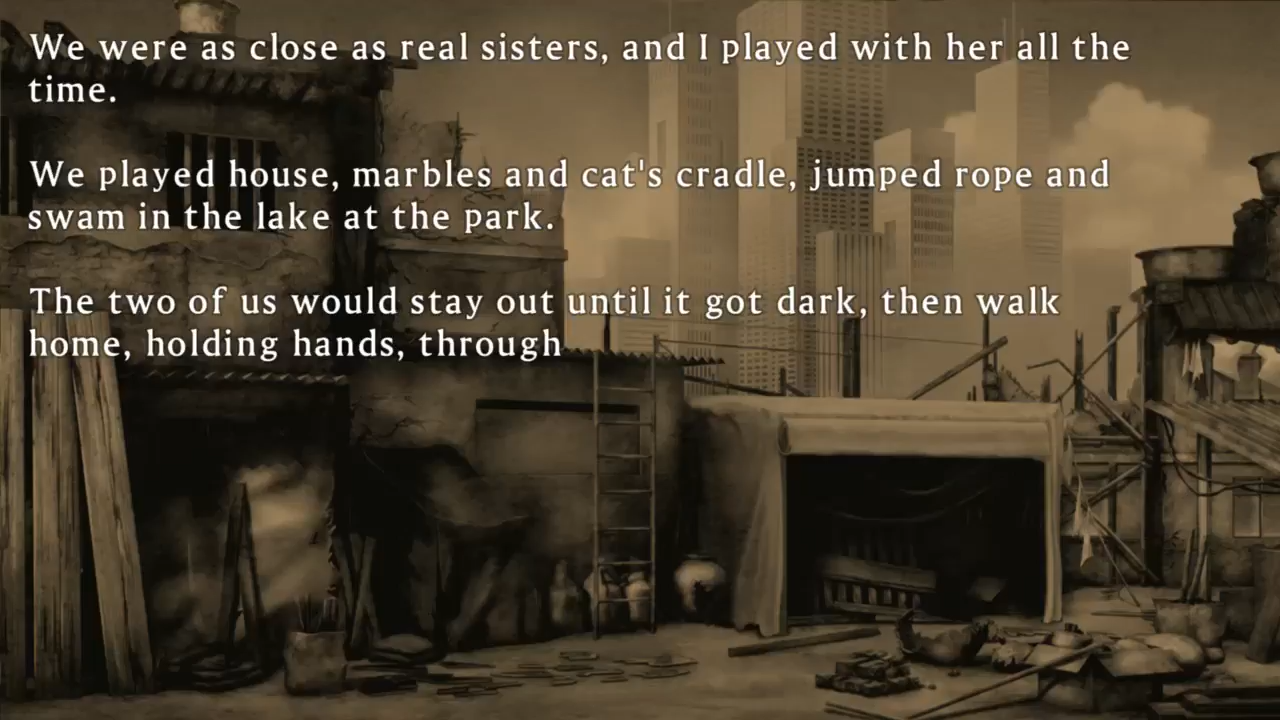 We were as close as real sisters, and I played with her all the
time.
We played house, marbles and cat's cradle, jumped rope and
swam in the lake at the park.
The two of us would stay out until it got dark, then walk
home, holding hands, through